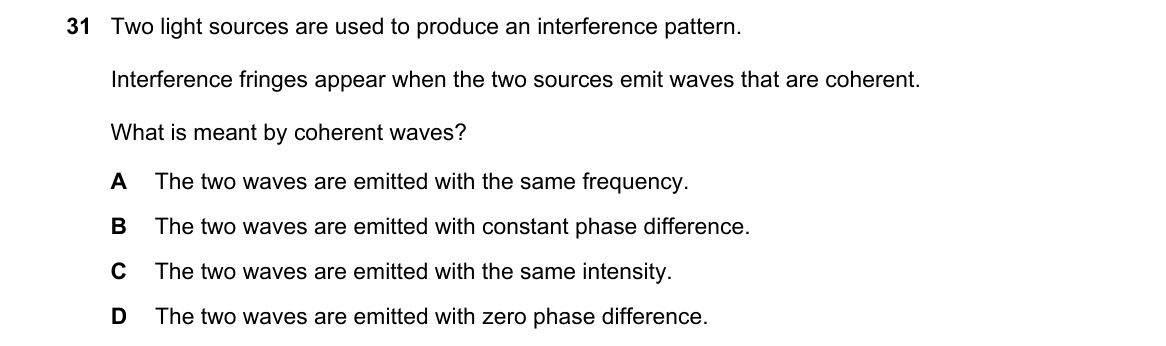 31 Two light sources are used to produce an interference pattern.
Interference fringes appear when the two sources emit waves that are coherent.
What is meant by coherent waves?
A The two waves are emitted with the same frequency.
B The two waves are emitted with constant phase difference.
C The two waves are emitted with the same intensity.
D The two waves are emitted with zero phase difference.